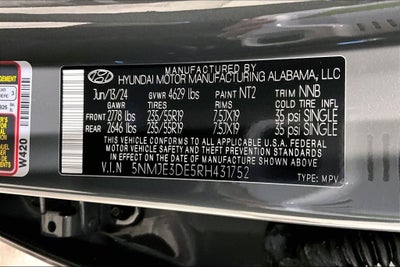 MANUFACTURED BY
HYUNDAI MOTOR MANUFACTURING ALABAMA, LLC
Jun/13/24 GVWR 4629 lbs PAINT NT2 TRIM NNB
GAWR TIRES RIMS COLD TIRE INFL
FRONT 2778 lbs 235/55R19 7.5JX19 35 psi SINGLE
REAR 2646 lbs 235/55R19 7.5JX19 35 psi SINGLE
THIS VEHICLE CONFORMS TO ALL APPLICABLE U.S.A. FEDERAL
MOTOR VEHICLE SAFETY, BUMPER, AND THEFT PREVENTION STANDARDS
IN EFFECT ON THE DATE OF MANUFACTURE SHOWN ABOVE.
V.I.N 5NMJE3DE5RH431752 TYPE: MPV
W420